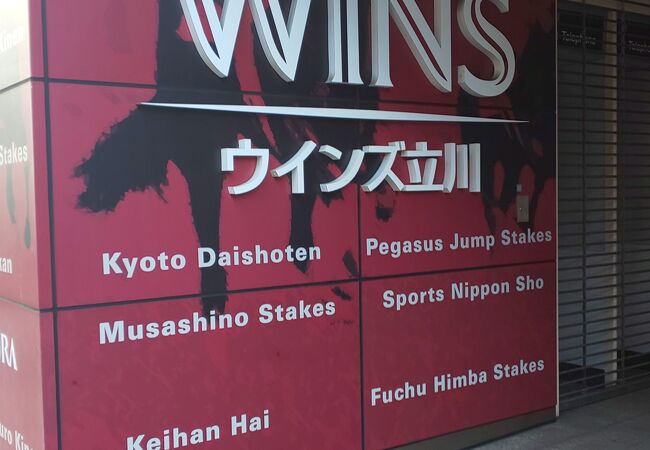 WINS
ウインズ立川
Kyoto Daishoten
Pegasus Jump Stakes
Musashino Stakes
Sports Nippon Sho
Keihan Hai
Fuchu Himba Stakes
Stakes
Telephone